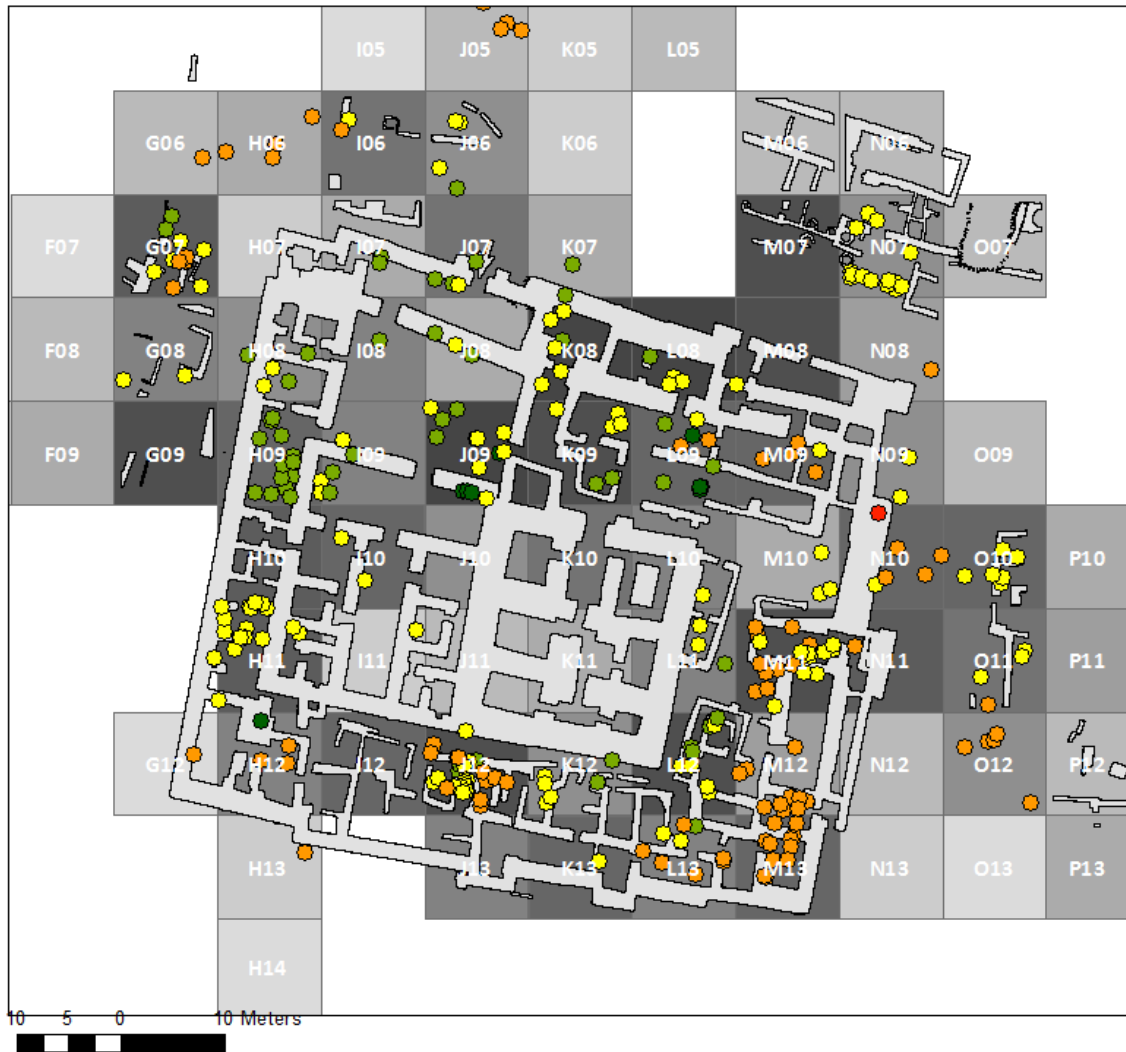 I05 J05 K05 L05
G06 H06 I06 J06 K06 M06 N06
F07 G07 H07 I07 J07 K07 M07 N07 O07
F08 G08 H08 I08 J08 K08 L08 M08 N08
F09 G09 H09 I09 J09 K09 L09 M09 N09 O09
H10 I10 J10 K10 L10 M10 N10 O10 P10
H11 I11 J11 K11 L11 M11 N11 O11 P11
G12 H12 I12 J12 K12 L12 M12 N12 O12 P12
H13 J13 K13 L13 M13 N13 O13 P13
H14
10 5 0 10 Meters